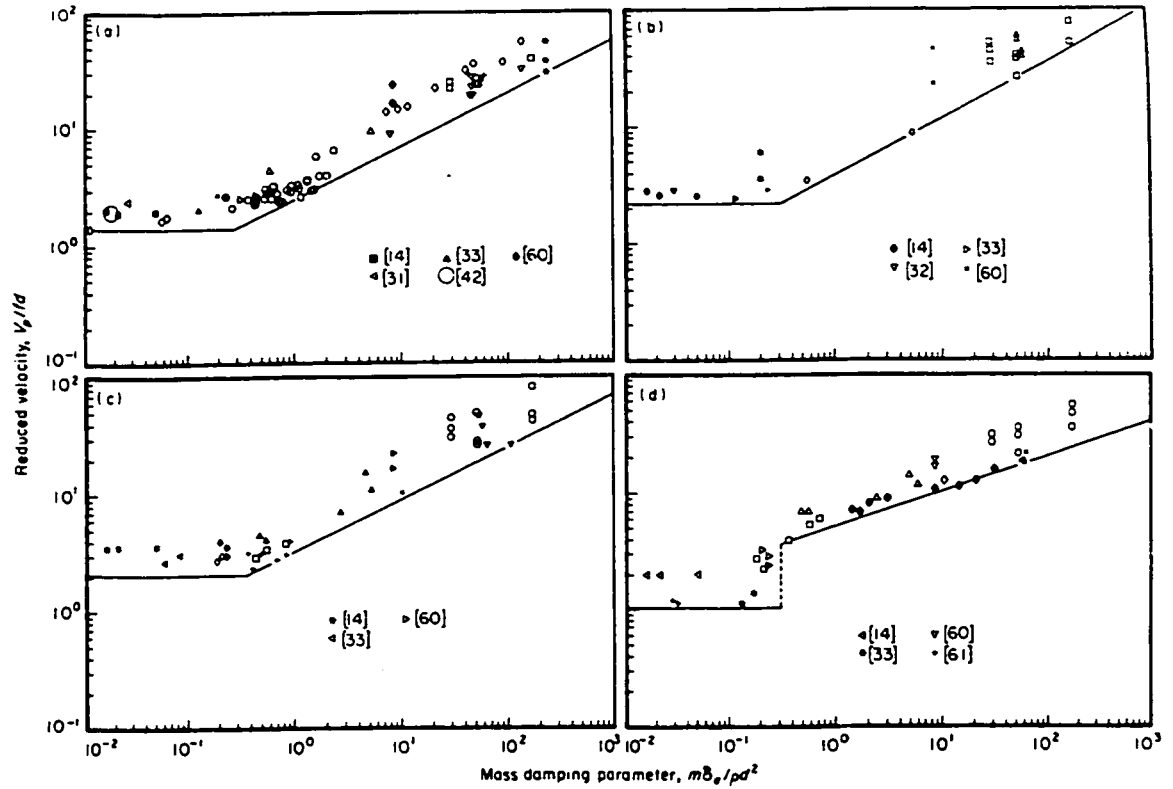 10²
(a)
(b)
10¹
10⁰
■ [14] ▲ [33] ● [60]
◄ [31] ○ [42]
● [14] ▷ [33]
▽ [32] ▪ [60]
10⁻¹
Reduced velocity, Vₚ/fd
10²
(c)
(d)
10¹
10⁰
[14] ▷ [60]
◁ [33]
◄ [14] ▽ [60]
● [33] [61]
10⁻¹
10⁻² 10⁻¹ 10⁰ 10¹ 10² 10³
10⁻² 10⁻¹ 10⁰ 10¹ 10² 10³
Mass damping parameter, mδₑ/ρd²